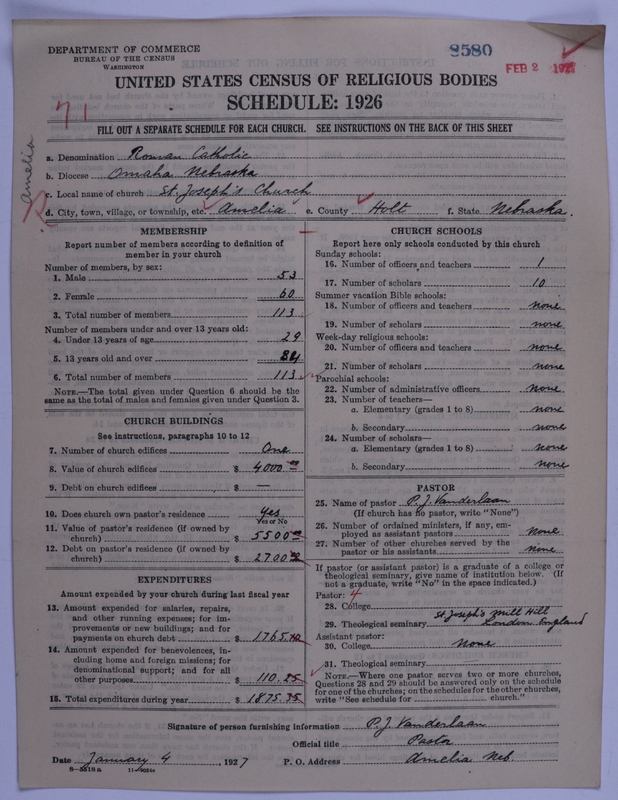 DEPARTMENT OF COMMERCE
BUREAU OF THE CENSUS
WASHINGTON
8580
FEB 2 1927
UNITED STATES CENSUS OF RELIGIOUS BODIES
SCHEDULE: 1926
71
FILL OUT A SEPARATE SCHEDULE FOR EACH CHURCH. SEE INSTRUCTIONS ON THE BACK OF THIS SHEET
Amelia
a. Denomination Roman Catholic
b. Diocese Omaha Nebraska
c. Local name of church St. Joseph's Church
d. City, town, village, or township, etc. Amelia e. County Holt f. State Nebraska.
MEMBERSHIP
Report number of members according to definition of
member in your church
Number of members, by sex:
1. Male 53
2. Female 60
3. Total number of members 113
Number of members under and over 13 years old:
4. Under 13 years of age 29
5. 13 years old and over 84
6. Total number of members 113
NOTE.—The total given under Question 6 should be the
same as the total of males and females given under Question 3.
CHURCH BUILDINGS
See instructions, paragraphs 10 to 12
7. Number of church edifices One
8. Value of church edifices $ 4000.00
9. Debt on church edifices $ —
10. Does church own pastor's residence yes
Yes or No
11. Value of pastor's residence (if owned by
church) $ 5500.00
12. Debt on pastor's residence (if owned by
church) $ 2700.00
EXPENDITURES
Amount expended by your church during last fiscal year
13. Amount expended for salaries, repairs,
and other running expenses; for im-
provements or new buildings; and for
payments on church debt $ 1765.10
14. Amount expended for benevolences, in-
cluding home and foreign missions; for
denominational support; and for all
other purposes $ 110.25
15. Total expenditures during year $ 1875.35
CHURCH SCHOOLS
Report here only schools conducted by this church
Sunday schools:
16. Number of officers and teachers 1
17. Number of scholars 10
Summer vacation Bible schools:
18. Number of officers and teachers none
19. Number of scholars none
Week-day religious schools:
20. Number of officers and teachers none
21. Number of scholars none
Parochial schools:
22. Number of administrative officers none
23. Number of teachers—
a. Elementary (grades 1 to 8) none
b. Secondary none
24. Number of scholars—
a. Elementary (grades 1 to 8) none
b. Secondary none
PASTOR
25. Name of pastor P. J. Vanderlaan
(If church has no pastor, write "None")
26. Number of ordained ministers, if any, em-
ployed as assistant pastors none
27. Number of other churches served by the
pastor or his assistants none
If pastor (or assistant pastor) is a graduate of a college or
theological seminary, give name of institution below. (If
not a graduate, write "No" in the space indicated.)
Pastor: 4
28. College
29. Theological seminary St Joseph's Mill Hill
London England
Assistant pastor:
30. College None
31. Theological seminary
NOTE.—Where one pastor serves two or more churches,
Questions 28 and 29 should be answered only on the schedule
for one of the churches; on the schedules for the other churches,
write "See schedule for church."
Signature of person furnishing information P. J. Vanderlaan
Official title Pastor
Date January 4, 1927 P. O. Address Amelia Neb.
8—5518a